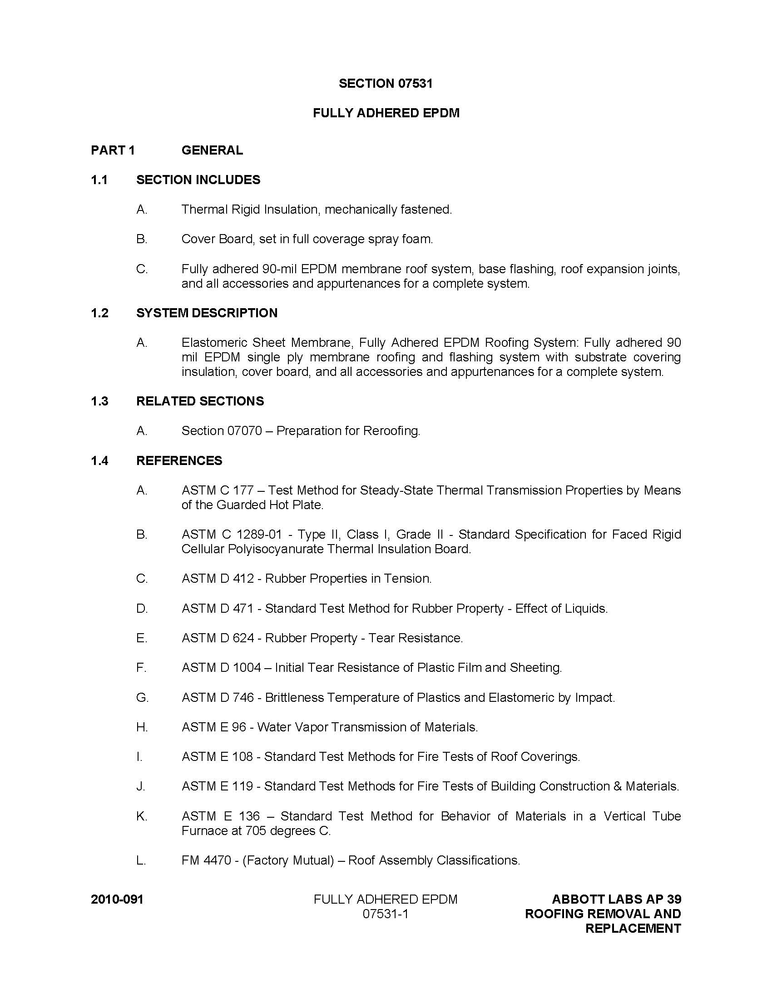 SECTION 07531
FULLY ADHERED EPDM
PART 1 GENERAL
1.1 SECTION INCLUDES
A. Thermal Rigid Insulation, mechanically fastened.
B. Cover Board, set in full coverage spray foam.
C. Fully adhered 90-mil EPDM membrane roof system, base flashing, roof expansion joints,
and all accessories and appurtenances for a complete system.
1.2 SYSTEM DESCRIPTION
A. Elastomeric Sheet Membrane, Fully Adhered EPDM Roofing System: Fully adhered 90
mil EPDM single ply membrane roofing and flashing system with substrate covering
insulation, cover board, and all accessories and appurtenances for a complete system.
1.3 RELATED SECTIONS
A. Section 07070 – Preparation for Reroofing.
1.4 REFERENCES
A. ASTM C 177 – Test Method for Steady-State Thermal Transmission Properties by Means
of the Guarded Hot Plate.
B. ASTM C 1289-01 - Type II, Class I, Grade II - Standard Specification for Faced Rigid
Cellular Polyisocyanurate Thermal Insulation Board.
C. ASTM D 412 - Rubber Properties in Tension.
D. ASTM D 471 - Standard Test Method for Rubber Property - Effect of Liquids.
E. ASTM D 624 - Rubber Property - Tear Resistance.
F. ASTM D 1004 – Initial Tear Resistance of Plastic Film and Sheeting.
G. ASTM D 746 - Brittleness Temperature of Plastics and Elastomeric by Impact.
H. ASTM E 96 - Water Vapor Transmission of Materials.
I. ASTM E 108 - Standard Test Methods for Fire Tests of Roof Coverings.
J. ASTM E 119 - Standard Test Methods for Fire Tests of Building Construction & Materials.
K. ASTM E 136 – Standard Test Method for Behavior of Materials in a Vertical Tube
Furnace at 705 degrees C.
L. FM 4470 - (Factory Mutual) – Roof Assembly Classifications.
2010-091 FULLY ADHERED EPDM ABBOTT LABS AP 39
07531-1 ROOFING REMOVAL AND
REPLACEMENT